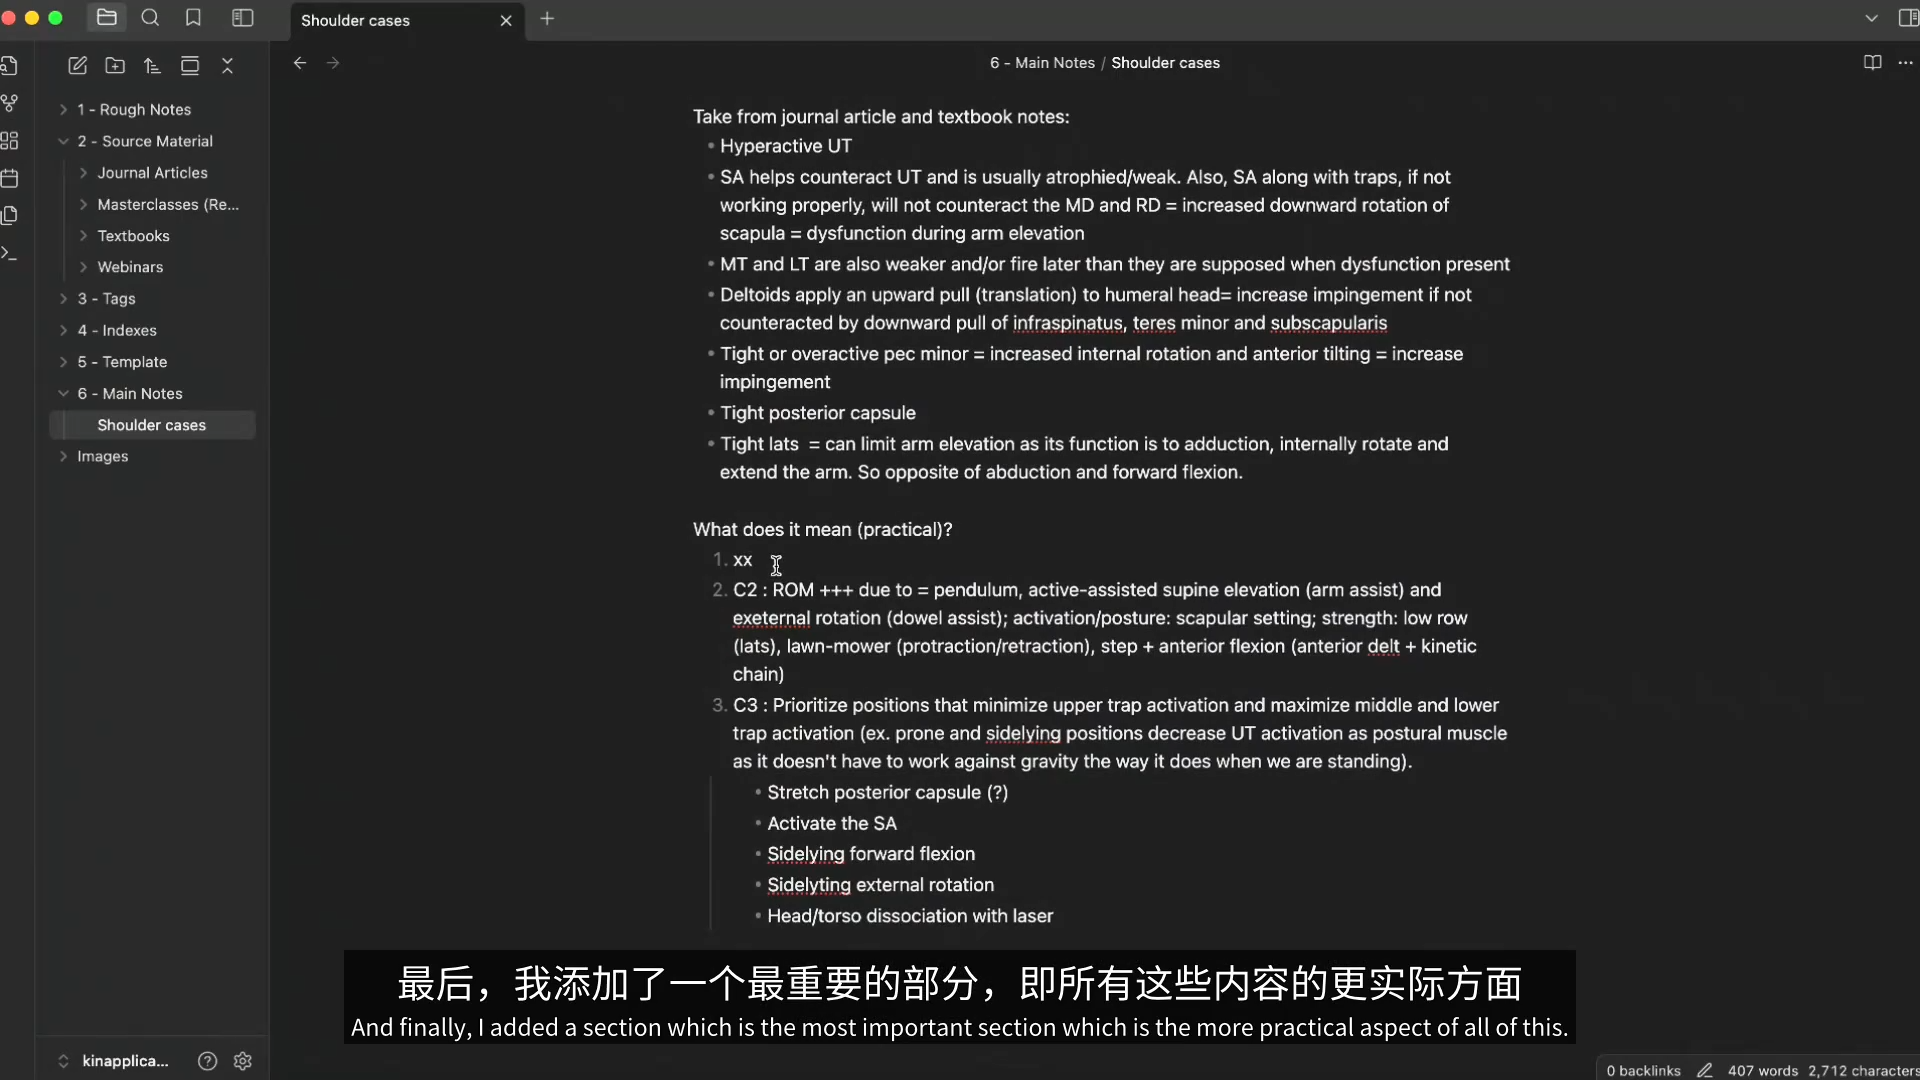 Shoulder cases
6 - Main Notes / Shoulder cases
1 - Rough Notes
2 - Source Material
Journal Articles
Masterclasses (Re...
Textbooks
Webinars
3 - Tags
4 - Indexes
5 - Template
6 - Main Notes
Shoulder cases
Images
Take from journal article and textbook notes:
• Hyperactive UT
• SA helps counteract UT and is usually atrophied/weak. Also, SA along with traps, if not
working properly, will not counteract the MD and RD = increased downward rotation of
scapula = dysfunction during arm elevation
• MT and LT are also weaker and/or fire later than they are supposed when dysfunction present
• Deltoids apply an upward pull (translation) to humeral head= increase impingement if not
counteracted by downward pull of infraspinatus, teres minor and subscapularis
• Tight or overactive pec minor = increased internal rotation and anterior tilting = increase
impingement
• Tight posterior capsule
• Tight lats = can limit arm elevation as its function is to adduction, internally rotate and
extend the arm. So opposite of abduction and forward flexion.
What does it mean (practical)?
1. xx
2. C2 : ROM +++ due to = pendulum, active-assisted supine elevation (arm assist) and
exeternal rotation (dowel assist); activation/posture: scapular setting; strength: low row
(lats), lawn-mower (protraction/retraction), step + anterior flexion (anterior delt + kinetic
chain)
3. C3 : Prioritize positions that minimize upper trap activation and maximize middle and lower
trap activation (ex. prone and sidelying positions decrease UT activation as postural muscle
as it doesn't have to work against gravity the way it does when we are standing).
• Stretch posterior capsule (?)
• Activate the SA
• Sidelying forward flexion
• Sidelyting external rotation
• Head/torso dissociation with laser
最后，我添加了一个最重要的部分，即所有这些内容的更实际方面
And finally, I added a section which is the most important section which is the more practical aspect of all of this.
kinapplica...
0 backlinks 407 words 2,712 characters